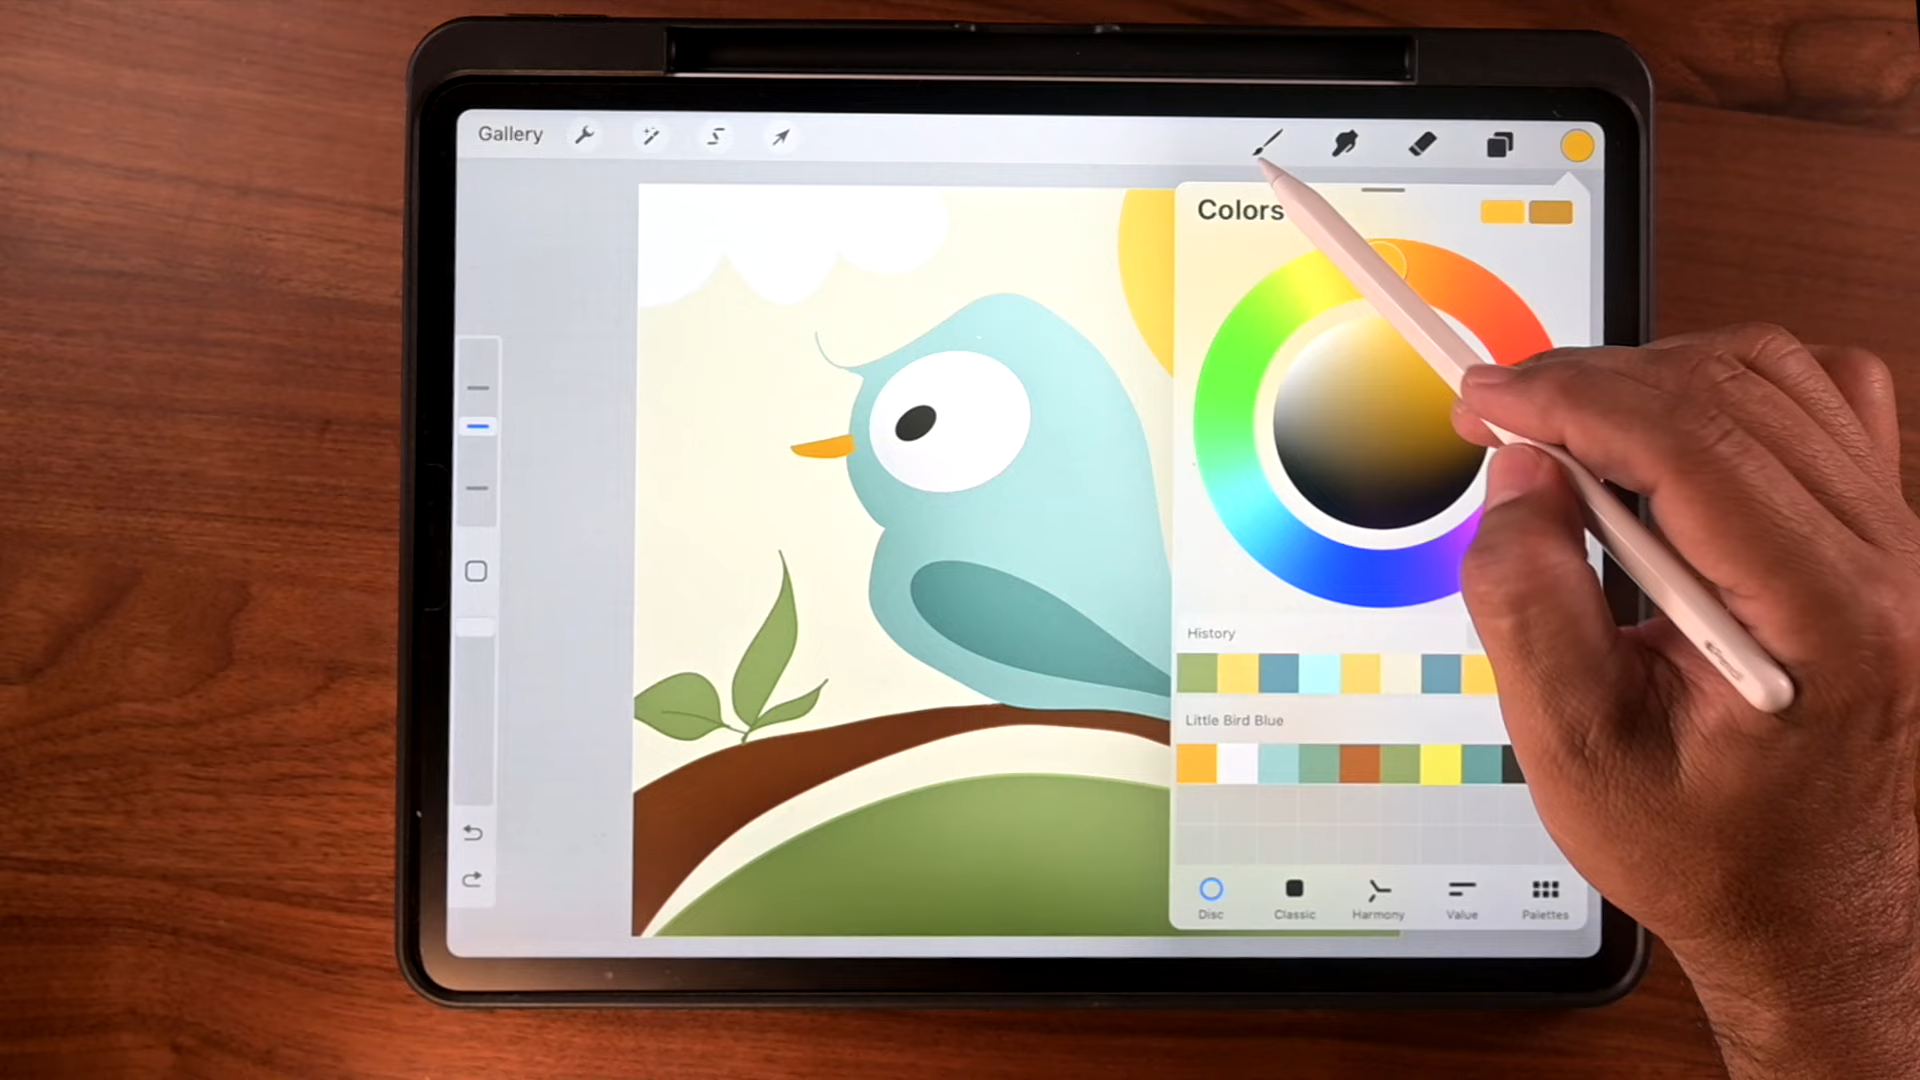 Gallery
Colors
History
Little Bird Blue
Disc Classic Harmony Value Palettes